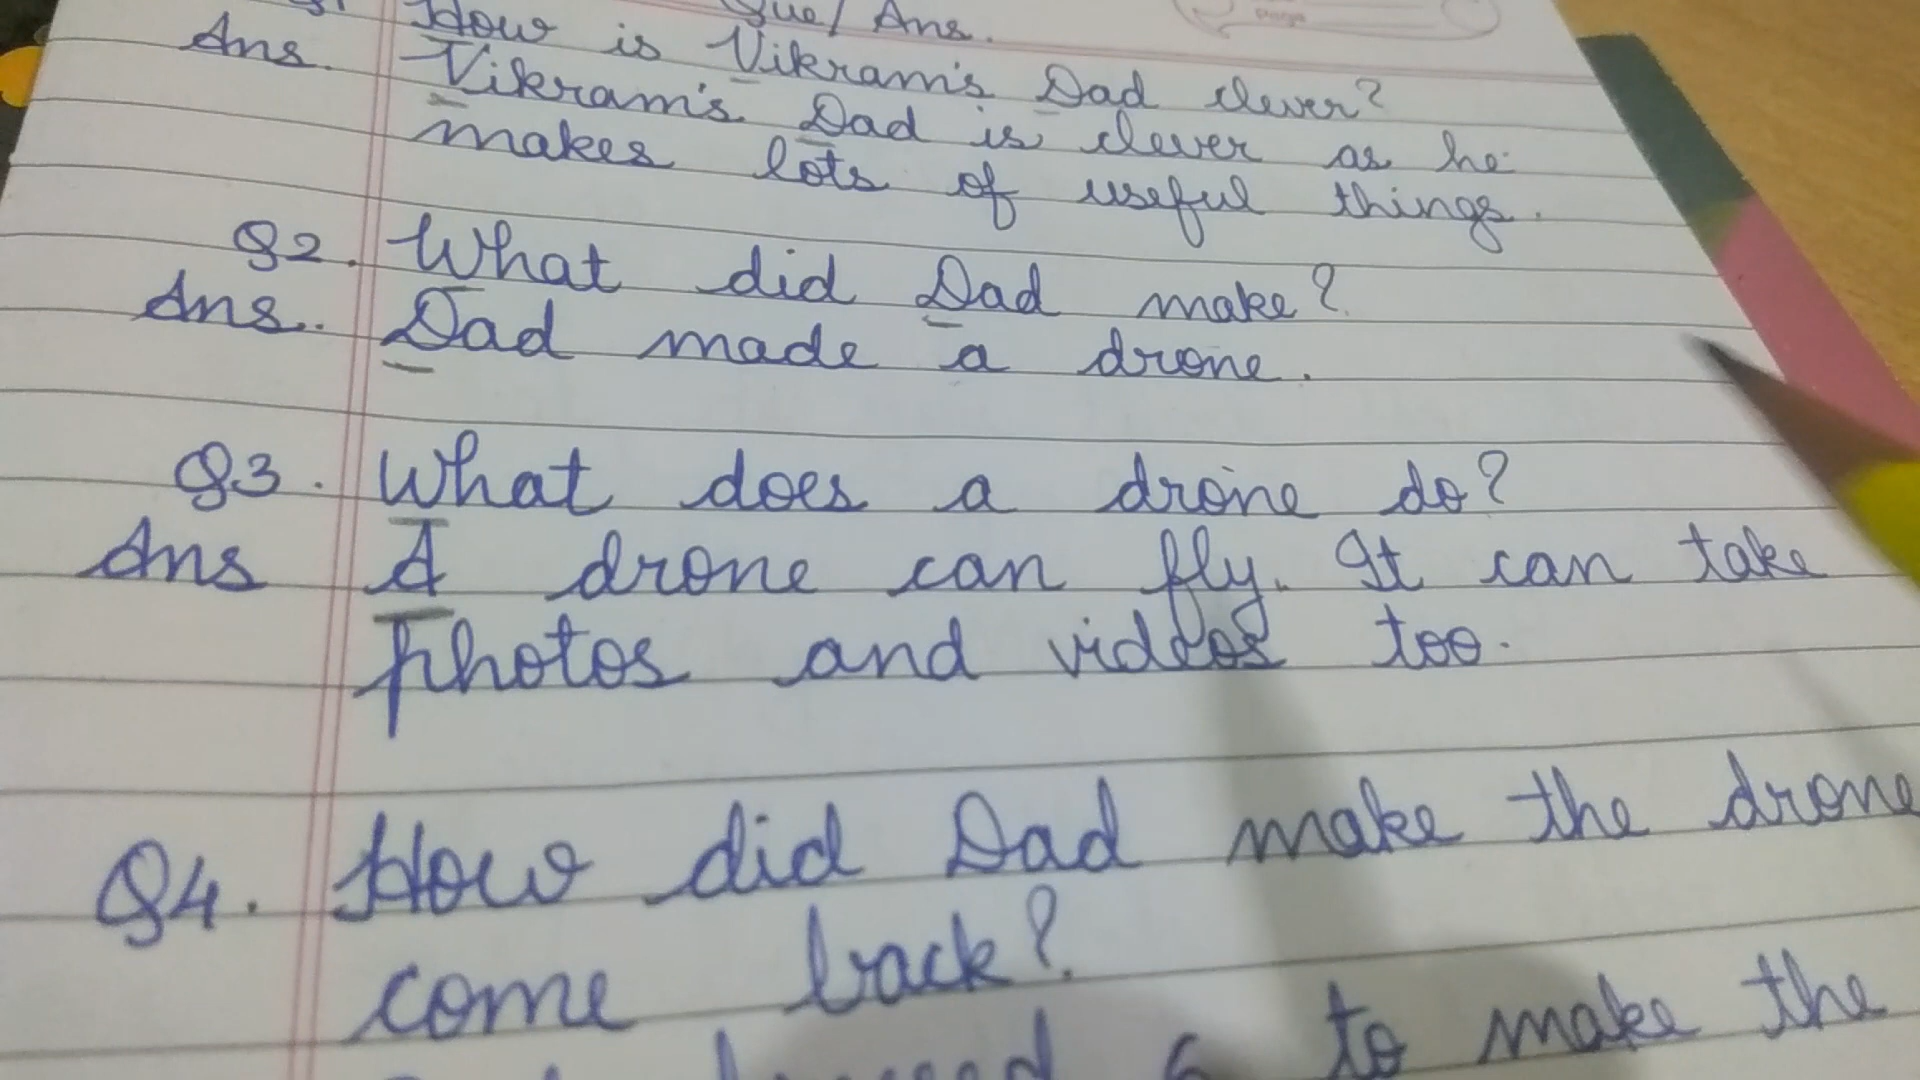 Que/Ans.
How is Vikram's Dad clever?
Ans. Vikram's Dad is clever as he
makes lots of useful things.
Q2. What did Dad make?
Ans. Dad made a drone.
Q3. What does a drone do?
Ans A drone can fly. It can take
photos and videos too.
Q4. How did Dad make the drone
come back?
to make the